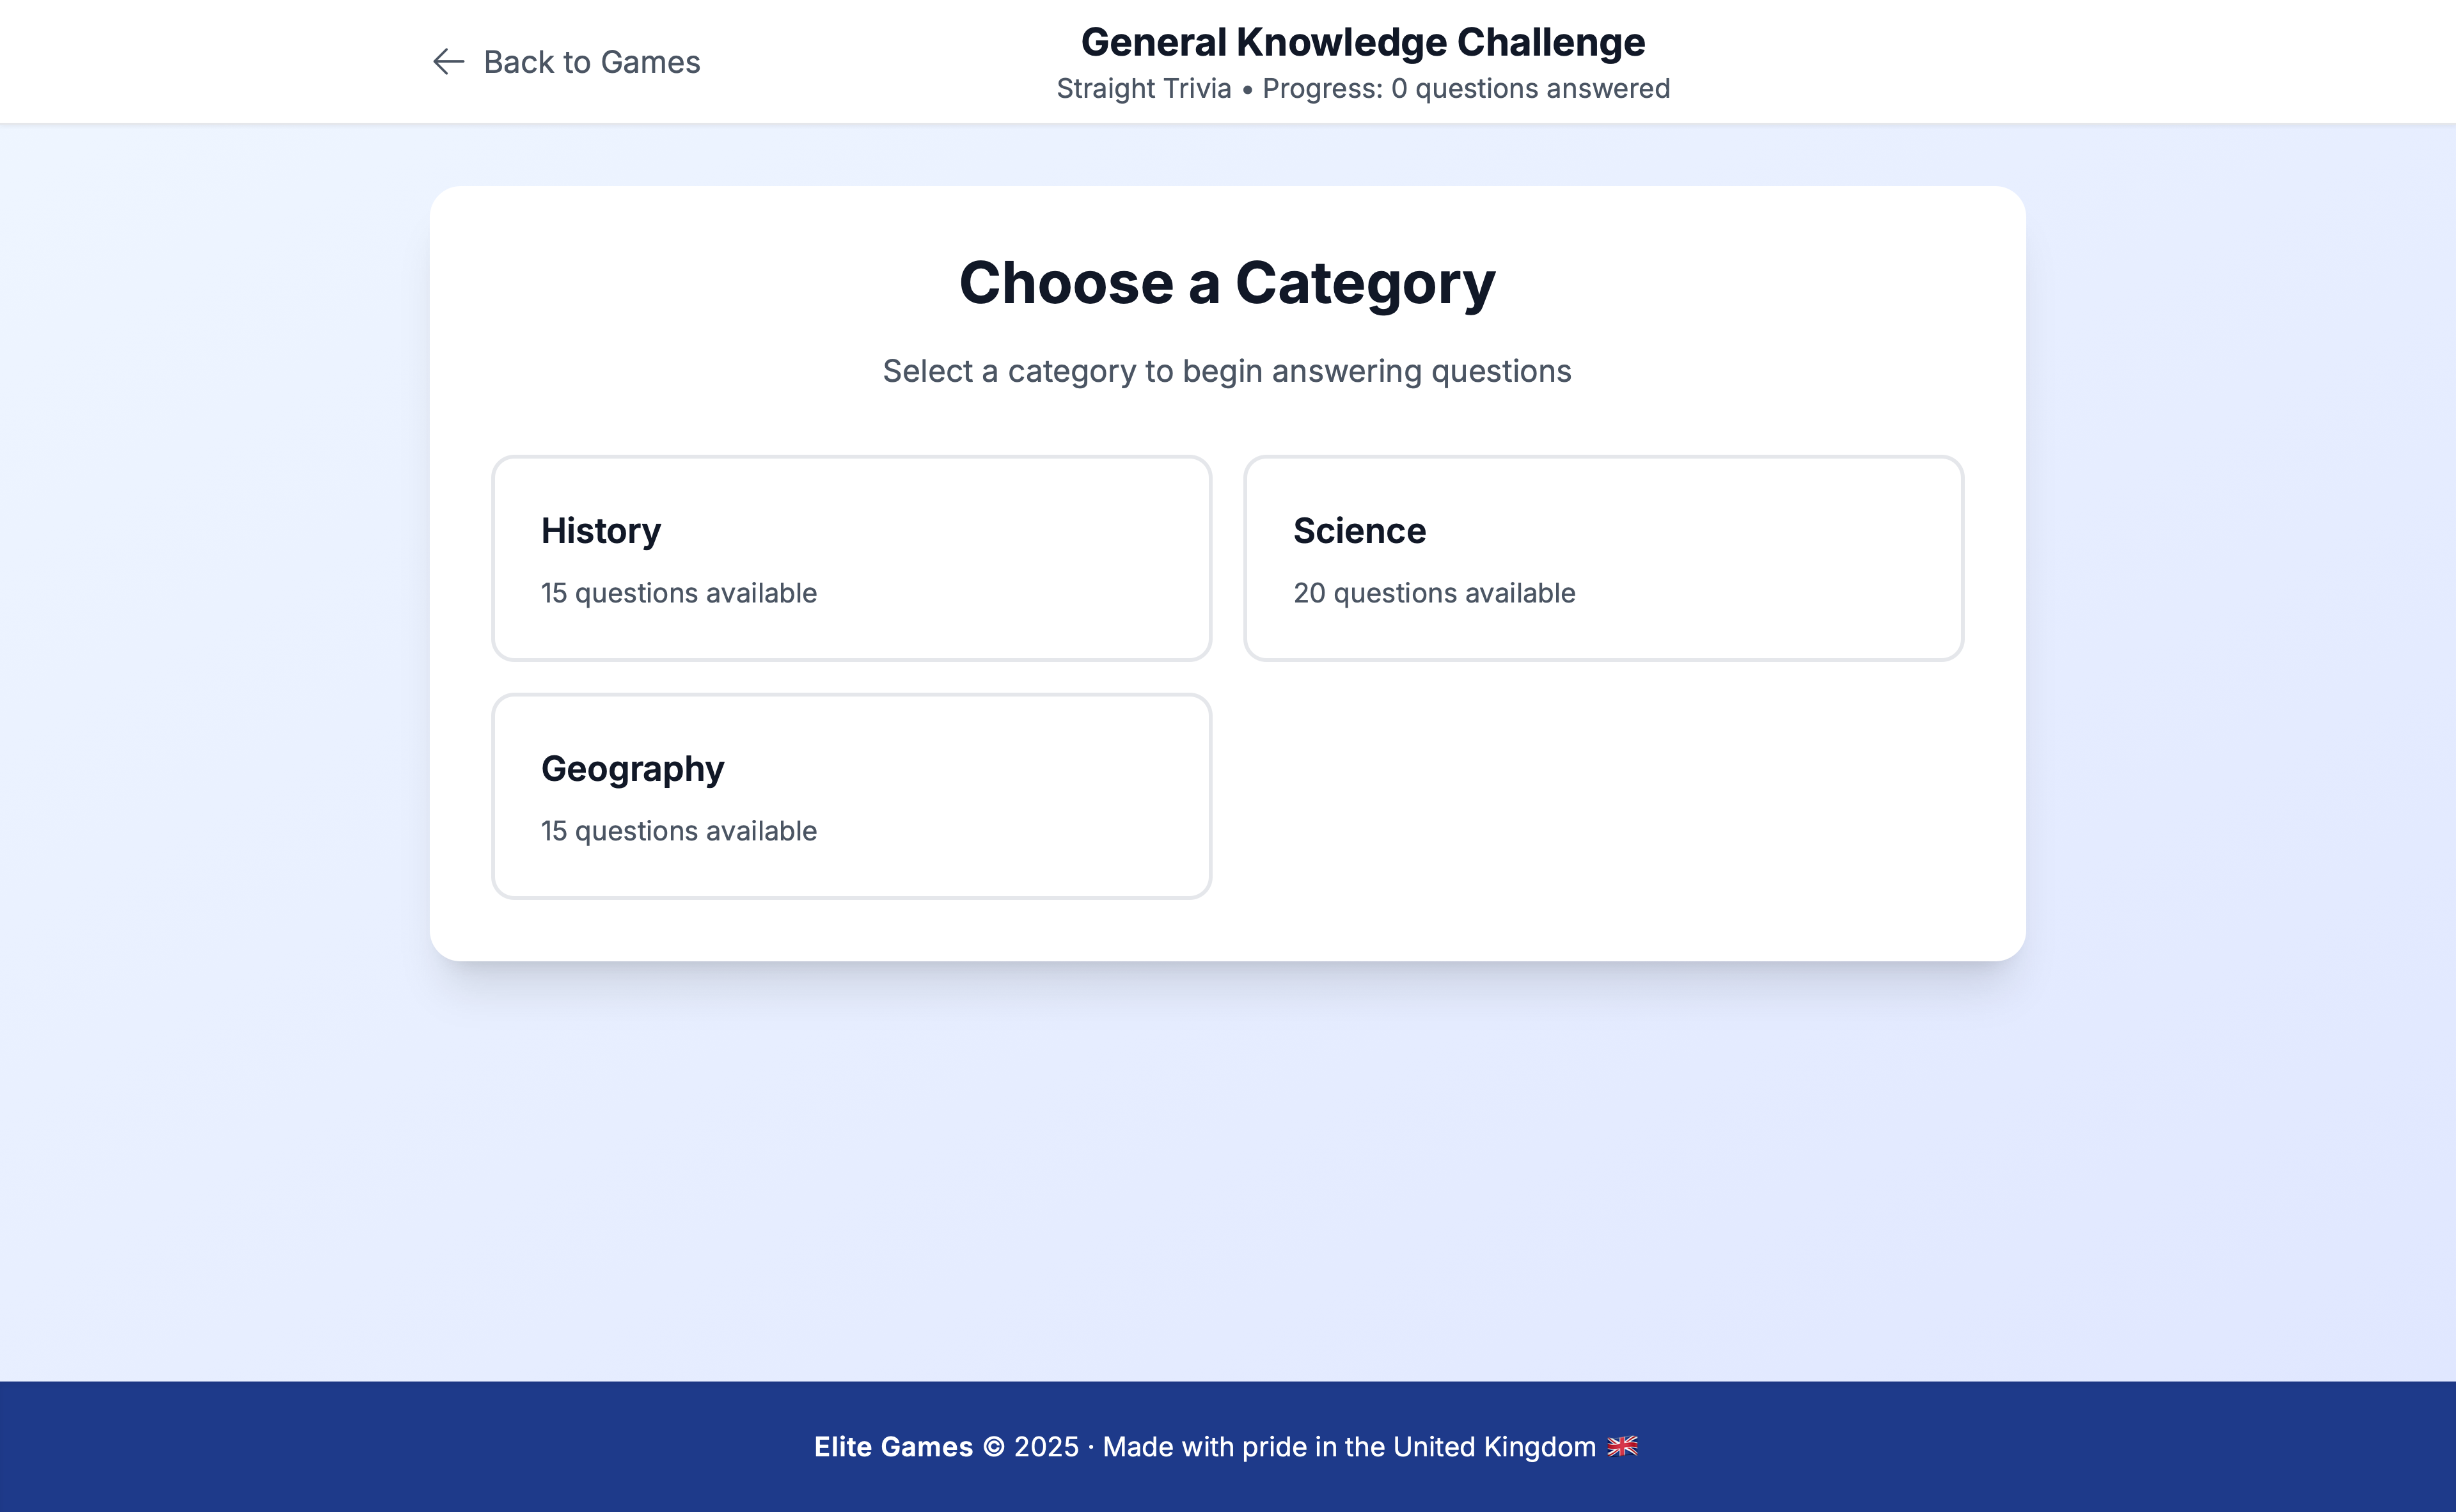 Back to Games
General Knowledge Challenge
Straight Trivia • Progress: 0 questions answered
Choose a Category
Select a category to begin answering questions
History
15 questions available
Science
20 questions available
Geography
15 questions available
Elite Games © 2025 · Made with pride in the United Kingdom 🇬🇧